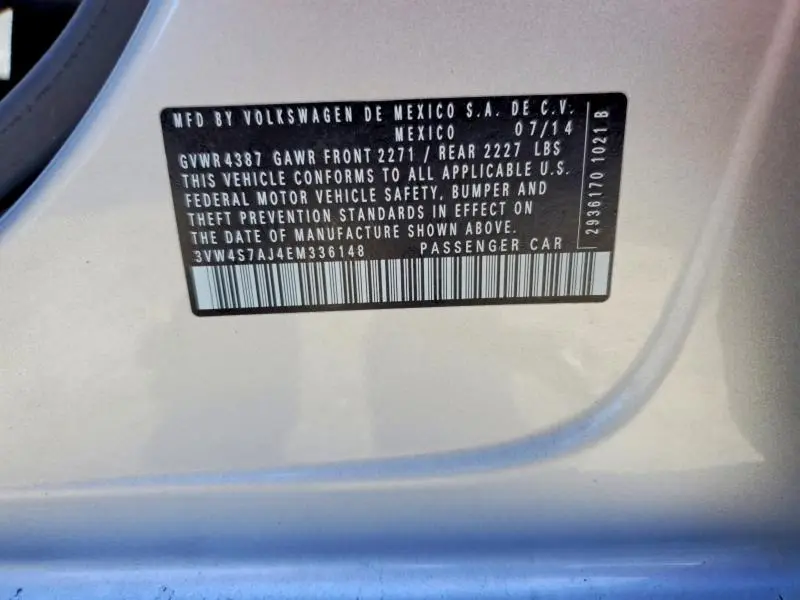 MFD BY VOLKSWAGEN DE MEXICO S.A. DE C.V.
MEXICO 07/14
GVWR 4387 GAWR FRONT 2271 / REAR 2227 LBS
THIS VEHICLE CONFORMS TO ALL APPLICABLE U.S.
FEDERAL MOTOR VEHICLE SAFETY, BUMPER AND
THEFT PREVENTION STANDARDS IN EFFECT ON
THE DATE OF MANUFACTURE SHOWN ABOVE.
3VW4S7AJ4EM336148 PASSENGER CAR
2936170 1021 B